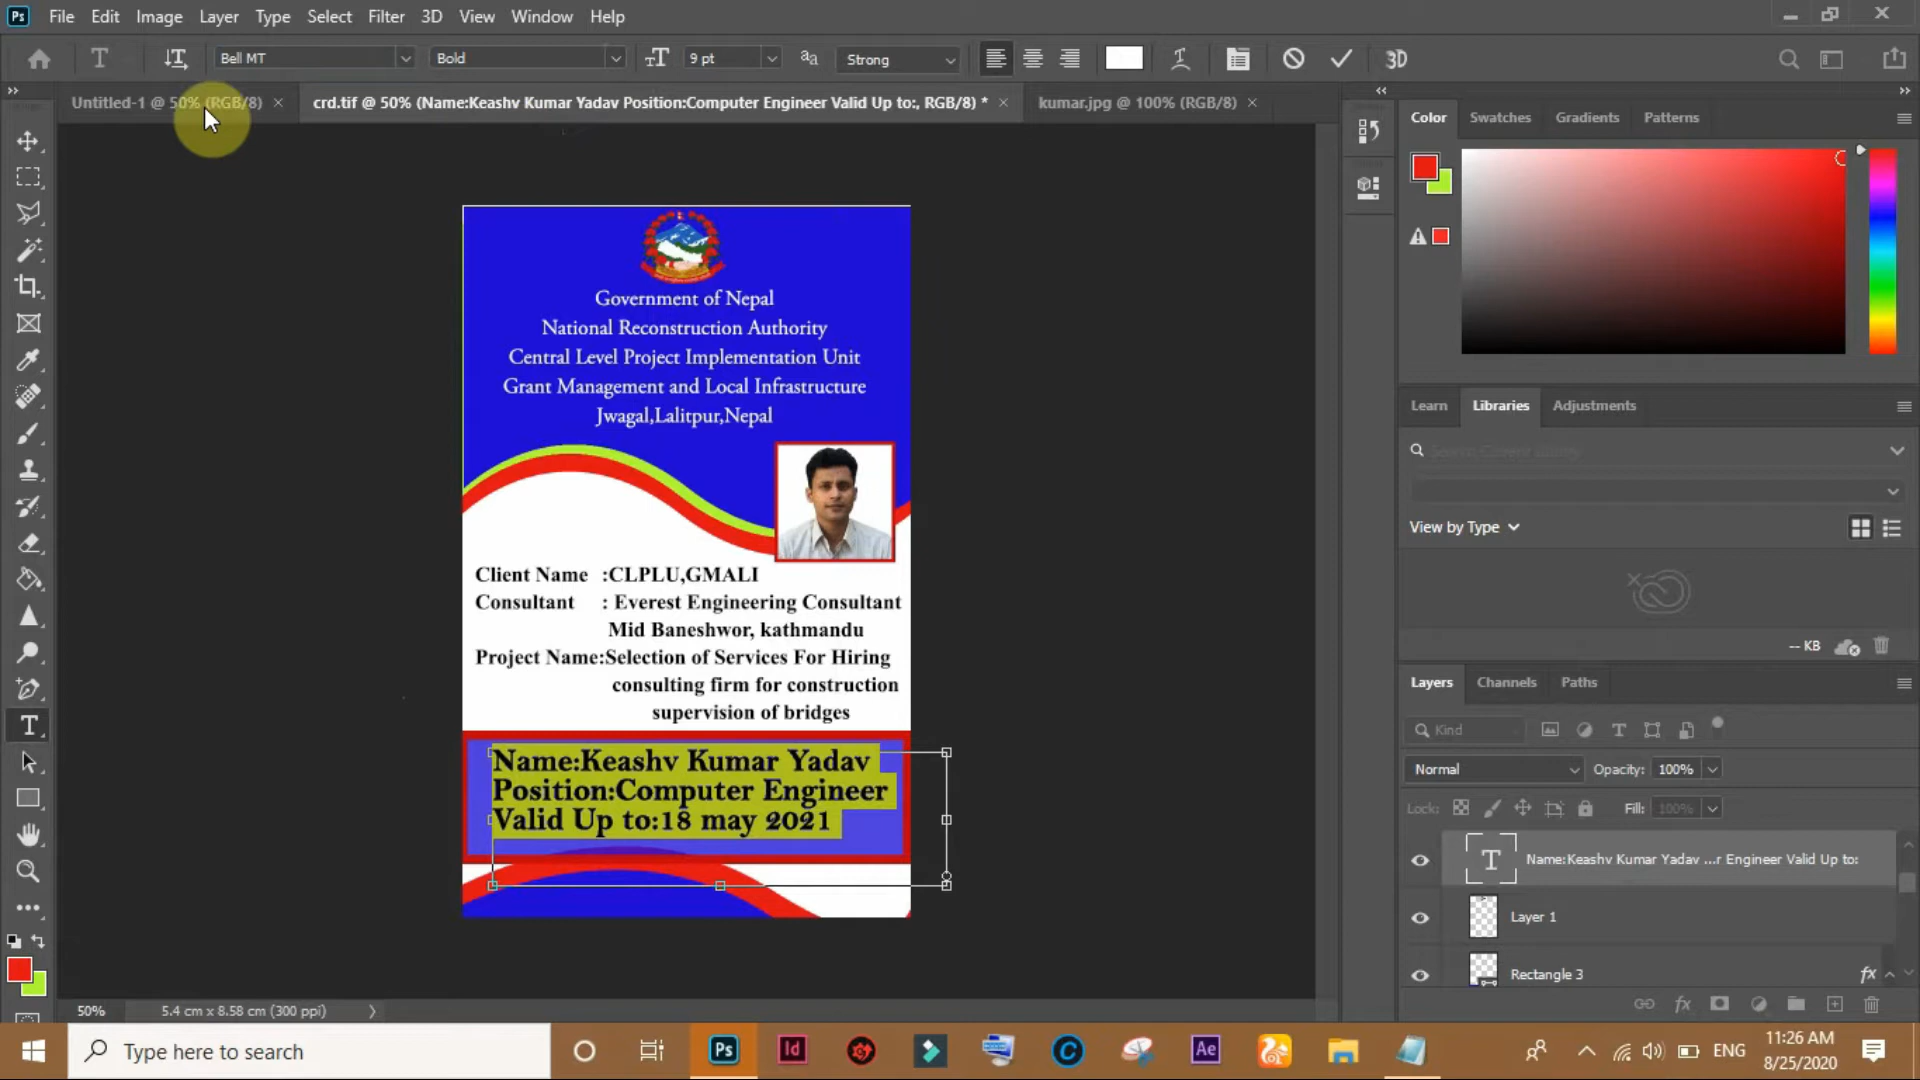 File Edit Image Layer Type Select Filter 3D View Window Help
Bell MT Bold 9 pt Strong 3D
Untitled-1 @ 50% (RGB/8) crd.tif @ 50% (Name:Keashv Kumar Yadav Position:Computer Engineer Valid Up to:, RGB/8) * kumar.jpg @ 100% (RGB/8)
Color Swatches Gradients Patterns
Government of Nepal
National Reconstruction Authority
Central Level Project Implementation Unit
Grant Management and Local Infrastructure
Jwagal,Lalitpur,Nepal
Client Name :CLPLU,GMALI
Consultant : Everest Engineering Consultant
Mid Baneshwor, kathmandu
Project Name:Selection of Services For Hiring
consulting firm for construction
supervision of bridges
Name:Keashv Kumar Yadav
Position:Computer Engineer
Valid Up to:18 may 2021
Learn Libraries Adjustments
View by Type
-- KB
Layers Channels Paths
Kind
Normal Opacity: 100%
Lock: Fill: 100%
Name:Keashv Kumar Yadav ...r Engineer Valid Up to:
Layer 1
Rectangle 3 fx
50% 5.4 cm x 8.58 cm (300 ppi)
Type here to search
ENG 11:26 AM
8/25/2020